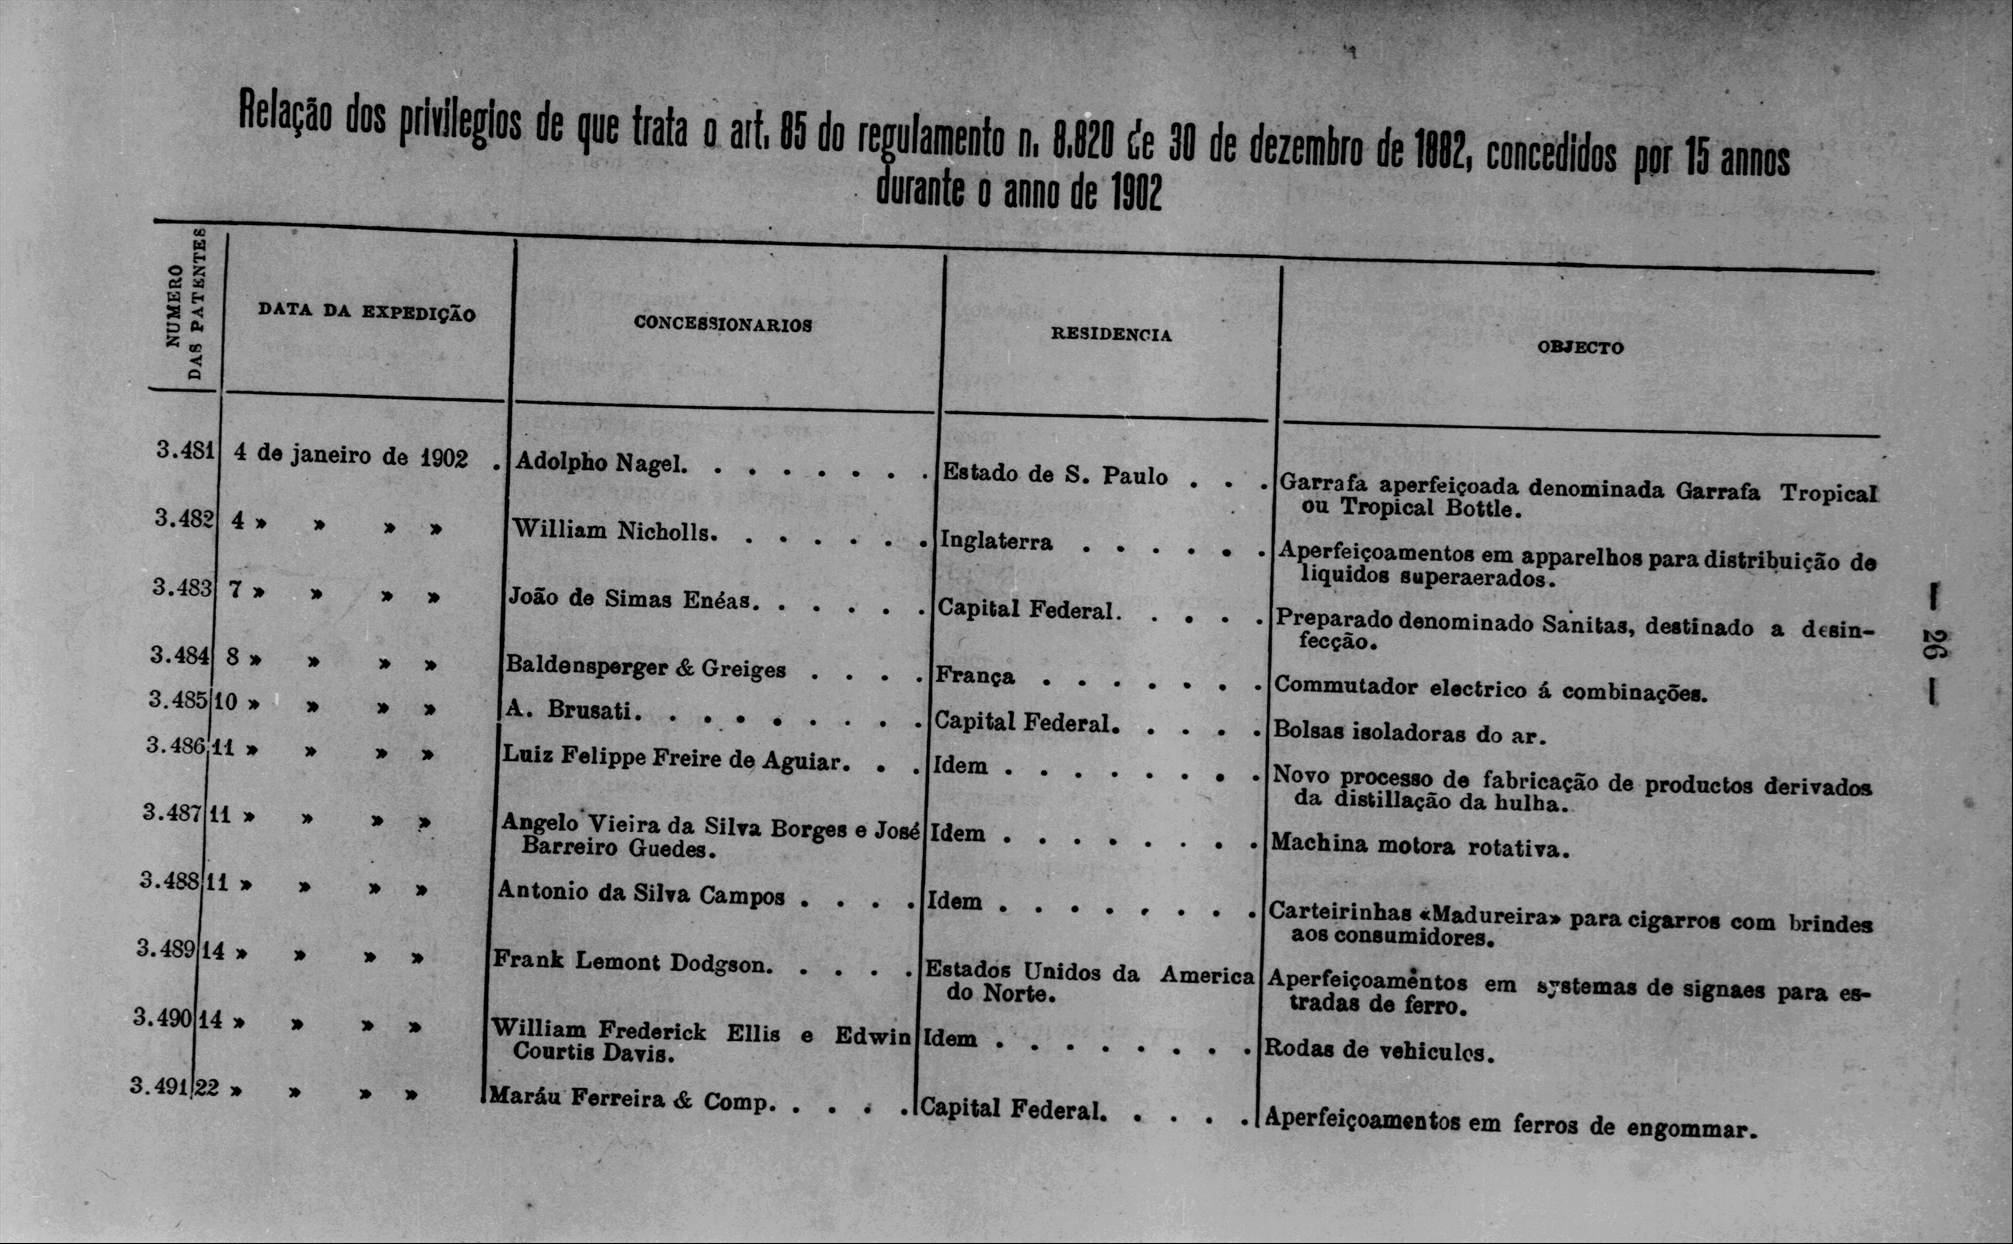 Relação dos privilegios de que trata o art. 85 do regulamento n. 8.820 de 30 de dezembro de 1882, concedidos por 15 annos
durante o anno de 1902
NUMERO
DAS PATENTES
DATA DA EXPEDIÇÃO
CONCESSIONARIOS
RESIDENCIA
OBJECTO
3.481 4 de janeiro de 1902 . Adolpho Nagel. . . . . . . . Estado de S. Paulo . . . Garrafa aperfeiçoada denominada Garrafa Tropical
ou Tropical Bottle.
3.482 4 » » » » William Nicholls. . . . . . . Inglaterra . . . . . . Aperfeiçoamentos em apparelhos para distribuição de
liquidos superaerados.
3.483 7 » » » » João de Simas Enéas. . . . . . Capital Federal. . . . . Preparado denominado Sanitas, destinado a desin-
fecção.
3.484 8 » » » » Baldensperger & Greiges . . . . França . . . . . . . Commutador electrico á combinações.
3.485 10 » » » » A. Brusati. . . . . . . . . Capital Federal. . . . . Bolsas isoladoras do ar.
3.486 11 » » » » Luiz Felippe Freire de Aguiar. . . Idem . . . . . . . . Novo processo de fabricação de productos derivados
da distillação da hulha.
3.487 11 » » » » Angelo Vieira da Silva Borges e José Idem . . . . . . . . Machina motora rotativa.
Barreiro Guedes.
3.488 11 » » » » Antonio da Silva Campos . . . . Idem . . . . . . . . Carteirinhas «Madureira» para cigarros com brindes
aos consumidores.
3.489 14 » » » » Frank Lemont Dodgson. . . . . Estados Unidos da America Aperfeiçoamentos em systemas de signaes para es-
do Norte. tradas de ferro.
3.490 14 » » » » William Frederick Ellis e Edwin Idem . . . . . . . . Rodas de vehiculos.
Courtis Davis.
3.491 22 » » » » Maráu Ferreira & Comp. . . . . Capital Federal. . . . . Aperfeiçoamentos em ferros de engommar.
— 26 —